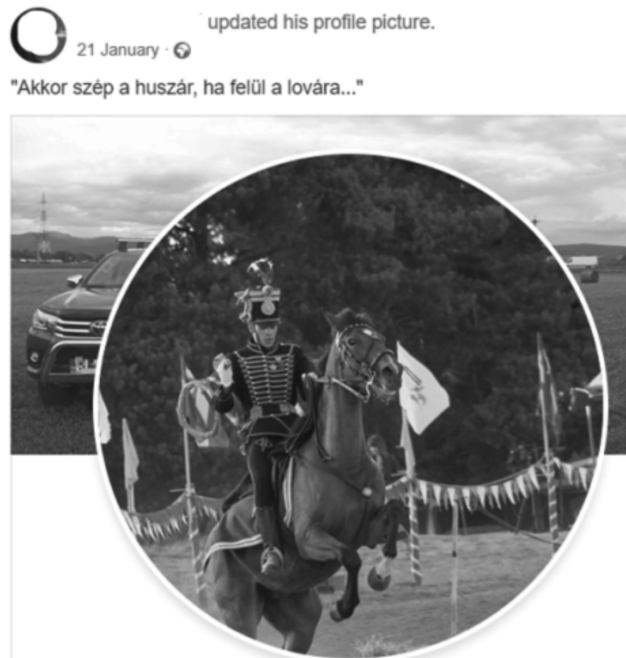 updated his profile picture.
21 January ·
"Akkor szép a huszár, ha felül a lovára..."